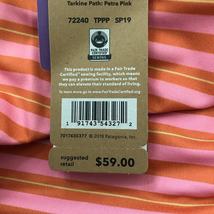 Tarkine Path: Petra Pink
72240 TPPP SP19
FAIR TRADE
CERTIFIED
SEWING
This product is made in a Fair Trade
Certified™ sewing facility, which means
we pay a premium to workers so that
they can elevate their standard of living.
To learn more go to www.FairTradeCertified.org
1 91743 54327 2
7017635377 © 2018 Patagonia, Inc.
suggested
retail $59.00